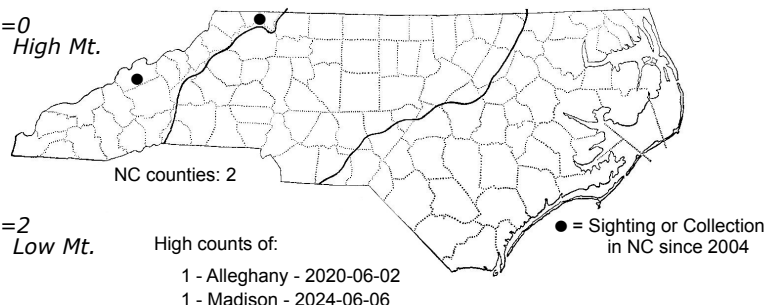 =0
High Mt.
NC counties: 2
=2
Low Mt.
High counts of:
1 - Alleghany - 2020-06-02
1 - Madison - 2024-06-06
● = Sighting or Collection
in NC since 2004